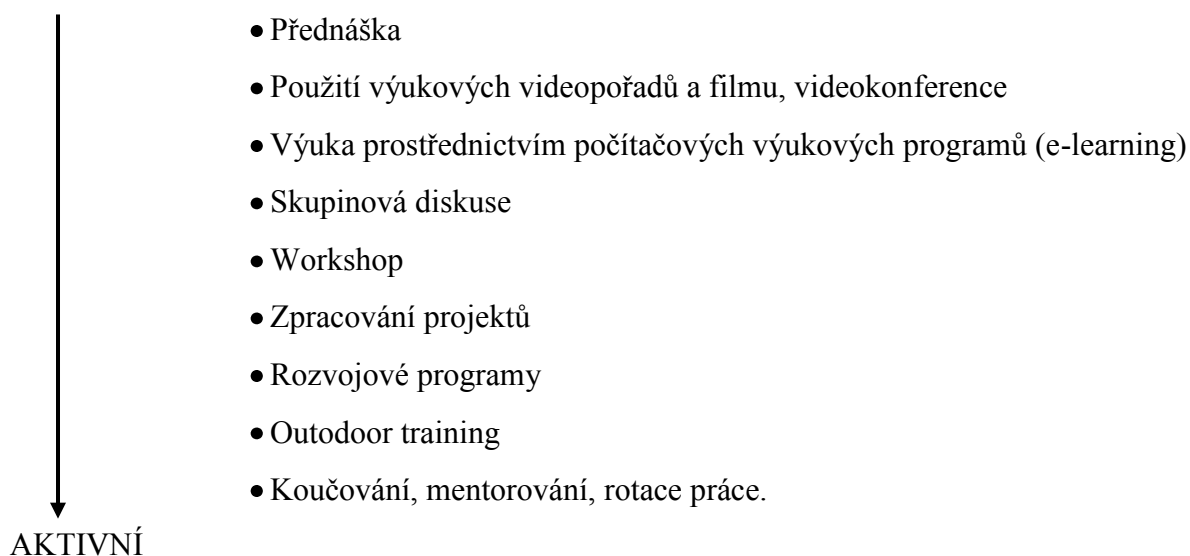 • Přednáška
• Použití výukových videopořadů a filmu, videokonference
• Výuka prostřednictvím počítačových výukových programů (e-learning)
• Skupinová diskuse
• Workshop
• Zpracování projektů
• Rozvojové programy
• Outodoor training
• Koučování, mentorování, rotace práce.
AKTIVNÍ